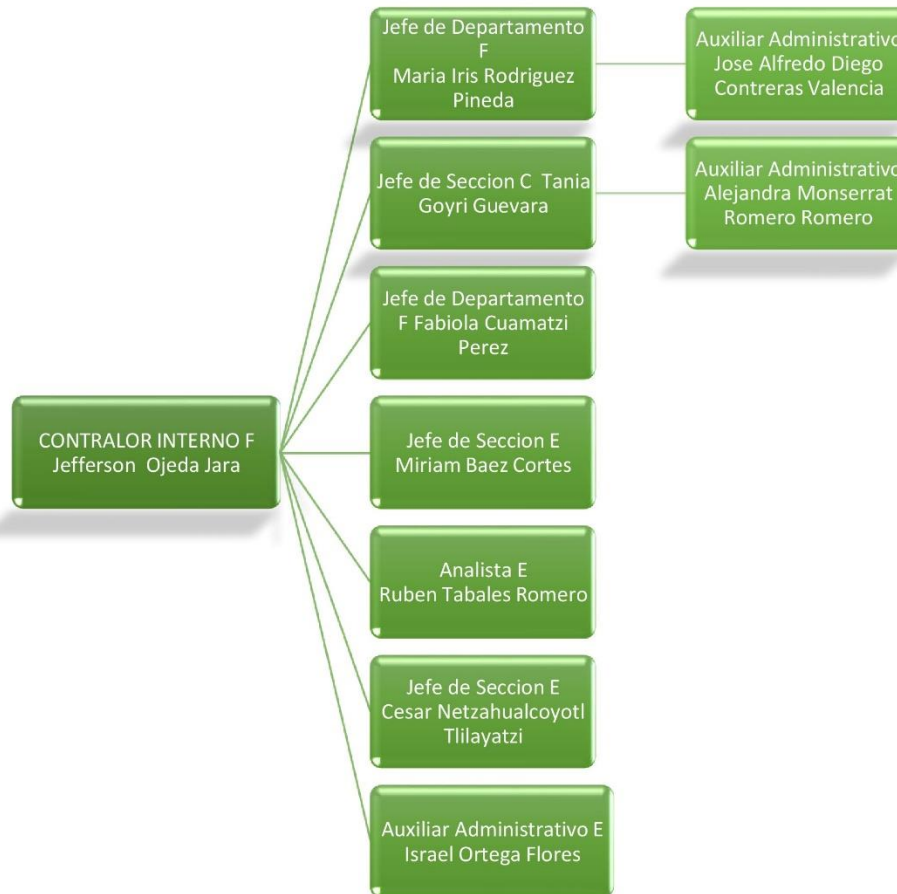 Jefe de Departamento
F
Maria Iris Rodriguez
Pineda
Auxiliar Administrativo
Jose Alfredo Diego
Contreras Valencia
Jefe de Seccion C Tania
Goyri Guevara
Auxiliar Administrativo
Alejandra Monserrat
Romero Romero
Jefe de Departamento
F Fabiola Cuamatzi
Perez
CONTRALOR INTERNO F
Jefferson Ojeda Jara
Jefe de Seccion E
Miriam Baez Cortes
Analista E
Ruben Tabales Romero
Jefe de Seccion E
Cesar Netzahualcoyotl
Tlilayatzi
Auxiliar Administrativo E
Israel Ortega Flores